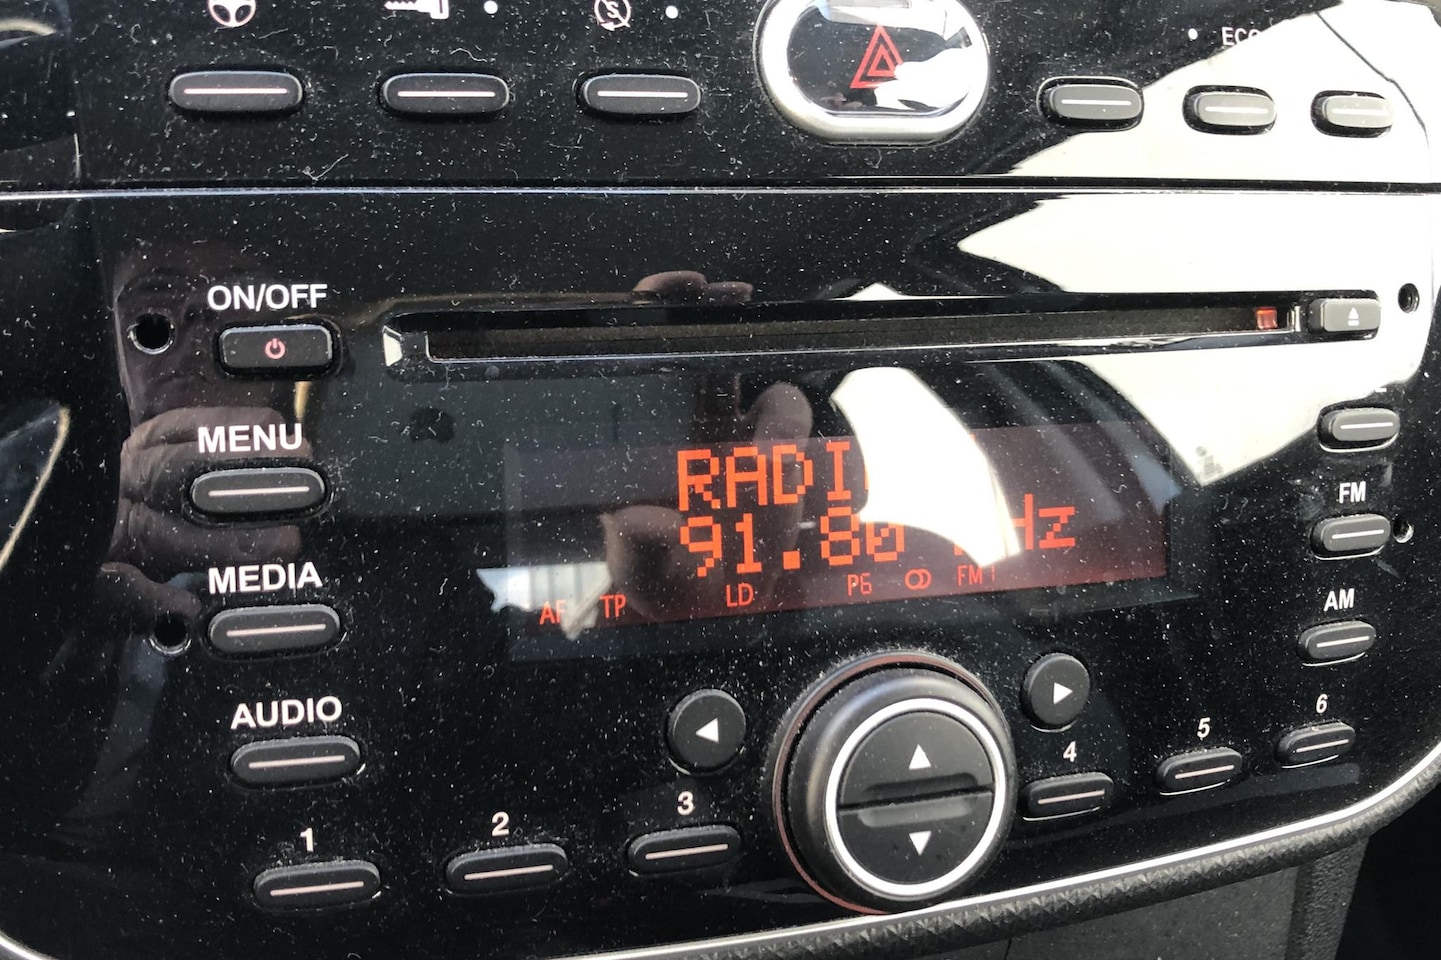 ECO
ON/OFF
MENU
RADI
FM
91.80 Hz
MEDIA
AF TP LD P6 FM
AM
AUDIO
1 2 3 4 5 6